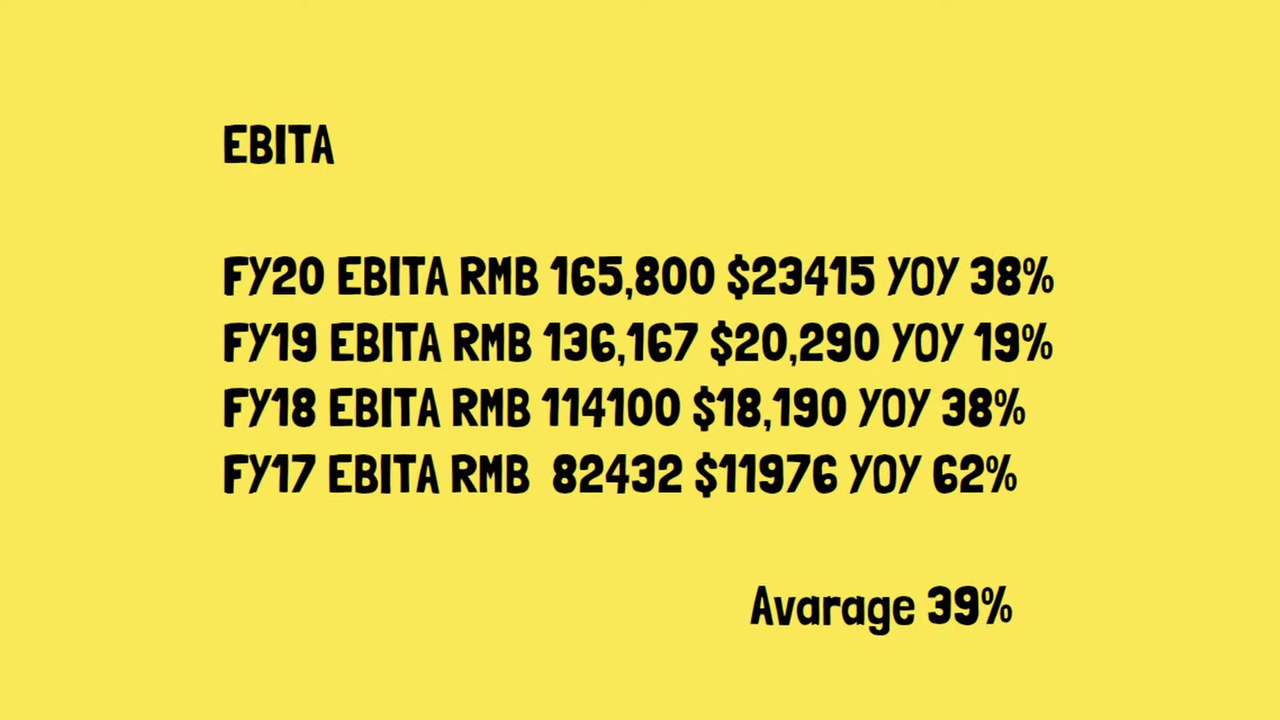 EBITA
FY20 EBITA RMB 165,800 $23415 YOY 38%
FY19 EBITA RMB 136,167 $20,290 YOY 19%
FY18 EBITA RMB 114100 $18,190 YOY 38%
FY17 EBITA RMB 82432 $11976 YOY 62%
Avarage 39%